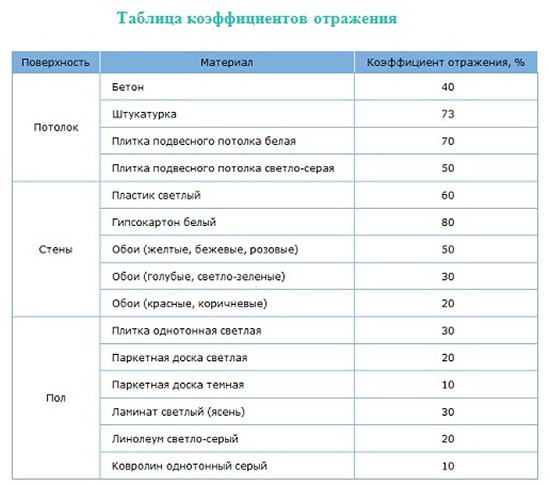 Таблица коэффициентов отражения
Поверхность Материал Коэффициент отражения, %
Потолок
Бетон 40
Штукатурка 73
Плитка подвесного потолка белая 70
Плитка подвесного потолка светло-серая 50
Стены
Пластик светлый 60
Гипсокартон белый 80
Обои (желтые, бежевые, розовые) 50
Обои (голубые, светло-зеленые) 30
Обои (красные, коричневые) 20
Пол
Плитка однотонная светлая 30
Паркетная доска светлая 20
Паркетная доска темная 10
Ламинат светлый (ясень) 30
Линолеум светло-серый 20
Ковролин однотонный серый 10